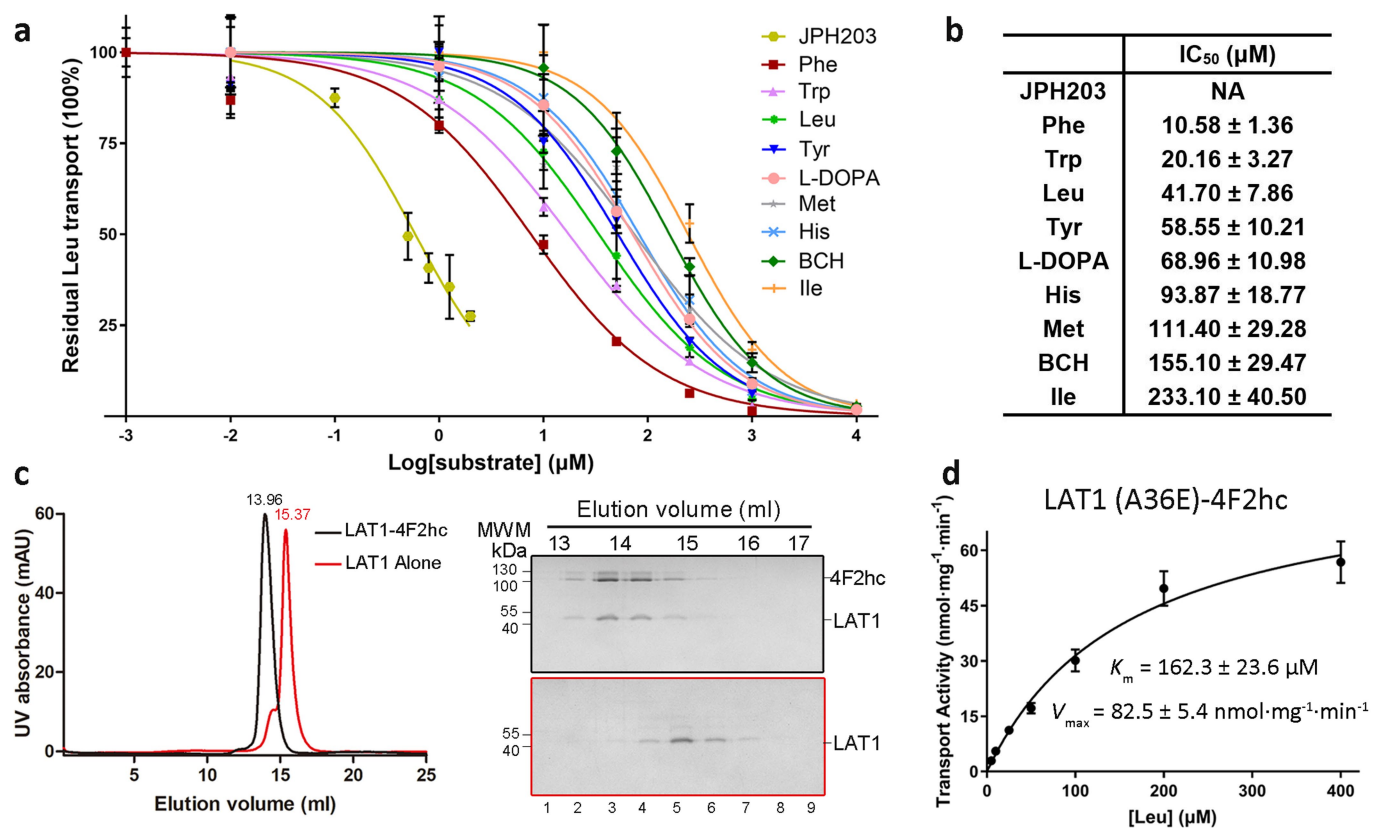 a
Residual Leu transport (100%)
100
75
50
25
-3 -2 -1 0 1 2 3 4
Log[substrate] (μM)
JPH203
Phe
Trp
Leu
Tyr
L-DOPA
Met
His
BCH
Ile
b
IC50 (μM)
JPH203 NA
Phe 10.58 ± 1.36
Trp 20.16 ± 3.27
Leu 41.70 ± 7.86
Tyr 58.55 ± 10.21
L-DOPA 68.96 ± 10.98
His 93.87 ± 18.77
Met 111.40 ± 29.28
BCH 155.10 ± 29.47
Ile 233.10 ± 40.50
c
UV absorbance (mAU)
60
40
20
0
5 10 15 20 25
Elution volume (ml)
13.96
15.37
LAT1-4F2hc
LAT1 Alone
Elution volume (ml)
MWM 13 14 15 16 17
kDa
130
100
55
40
4F2hc
LAT1
55
40
LAT1
1 2 3 4 5 6 7 8 9
d
LAT1 (A36E)-4F2hc
Transport Activity (nmol·mg-1·min-1)
60
45
30
15
0
0 100 200 300 400
[Leu] (μM)
Km = 162.3 ± 23.6 μM
Vmax = 82.5 ± 5.4 nmol·mg-1·min-1